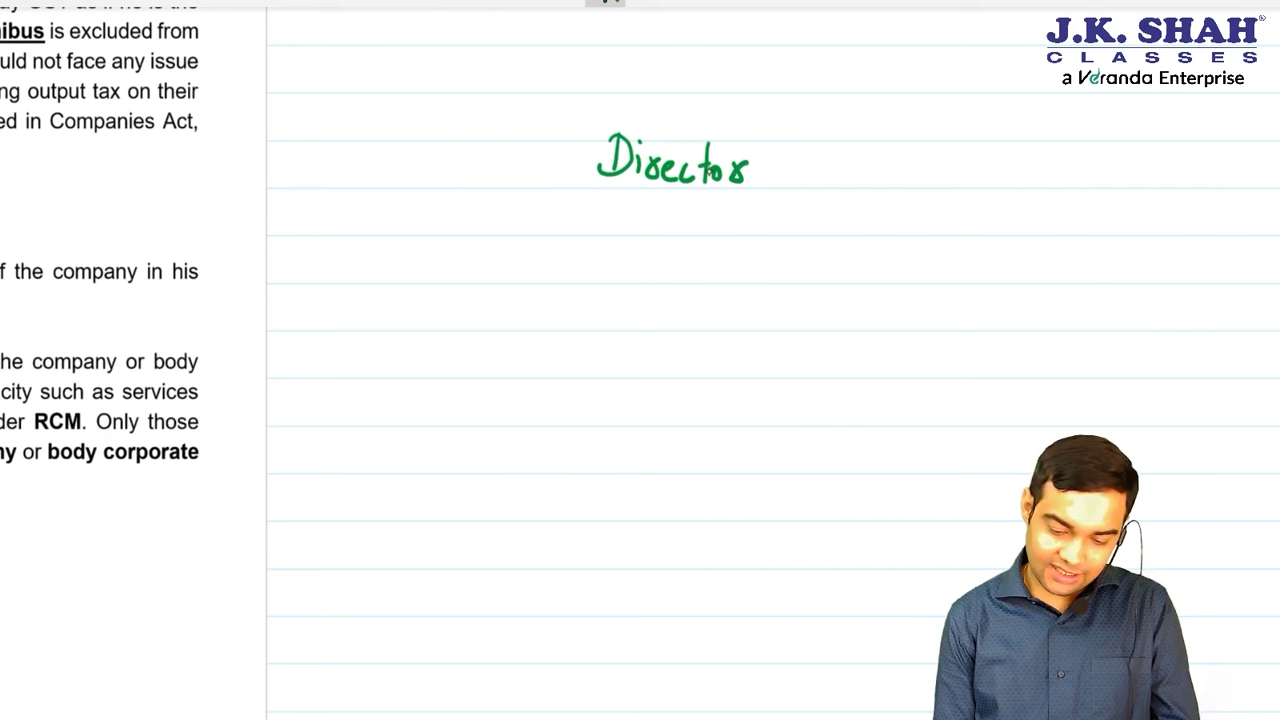 nibus is excluded from
uld not face any issue
ng output tax on their
ed in Companies Act,
f the company in his
he company or body
city such as services
der RCM. Only those
ny or body corporate
Director
J.K. SHAH®
CLASSES
a Veranda Enterprise